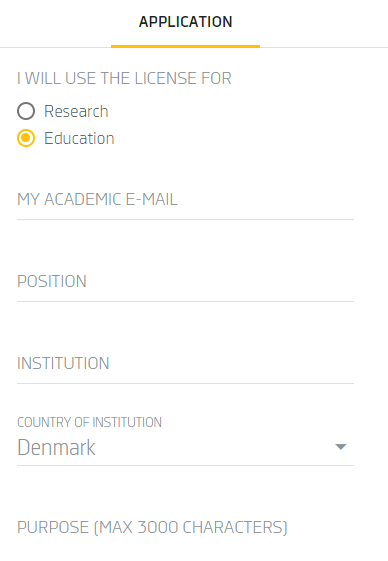 APPLICATION
I WILL USE THE LICENSE FOR
Research
Education
MY ACADEMIC E-MAIL
POSITION
INSTITUTION
COUNTRY OF INSTITUTION
Denmark
PURPOSE (MAX 3000 CHARACTERS)